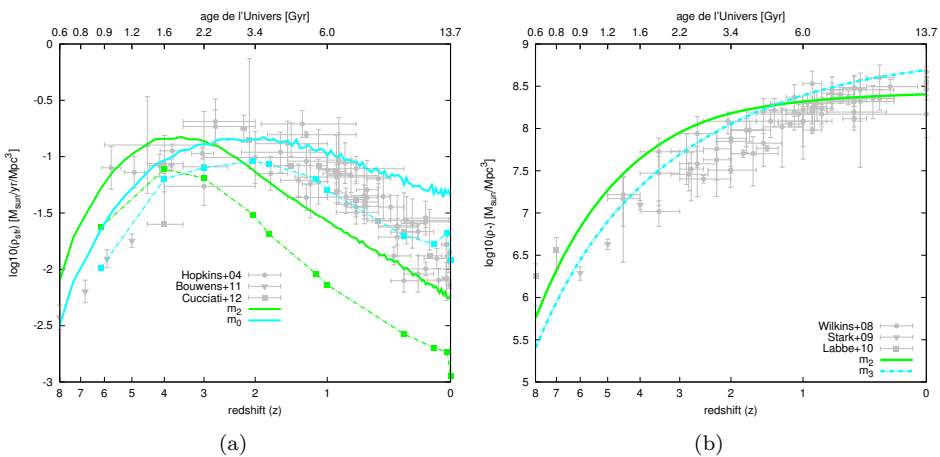 age de l'Univers [Gyr]
0.6 0.8 0.9 1.2 1.6 2.2 3.4 6.0 13.7
0
-0.5
-1
-1.5
-2
-2.5
-3
log10(ρsfr) [Msun/yr/Mpc3]
Hopkins+04
Bouwens+11
Cucciati+12
m2
m0
8 7 6 5 4 3 2 1 0
redshift (z)
(a)
age de l'Univers [Gyr]
0.6 0.8 0.9 1.2 1.6 2.2 3.4 6.0 13.7
9
8.5
8
7.5
7
6.5
6
5.5
5
log10(ρ*) [Msun/Mpc3]
Wilkins+08
Stark+09
Labbe+10
m2
m3
8 7 6 5 4 3 2 1 0
redshift (z)
(b)